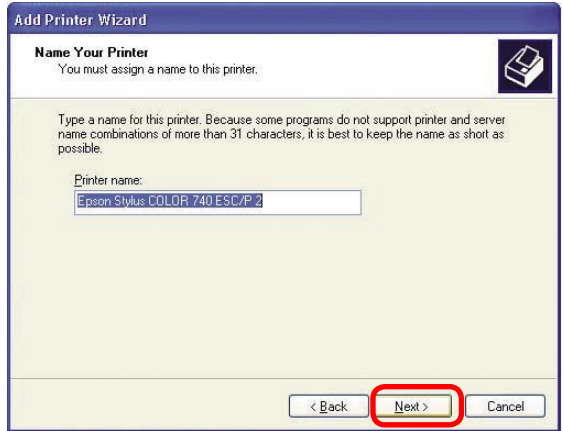 Add Printer Wizard
Name Your Printer
You must assign a name to this printer.
Type a name for this printer. Because some programs do not support printer and server
name combinations of more than 31 characters, it is best to keep the name as short as
possible.
Printer name:
Epson Stylus COLOR 740 ESC/P 2
< Back Next > Cancel